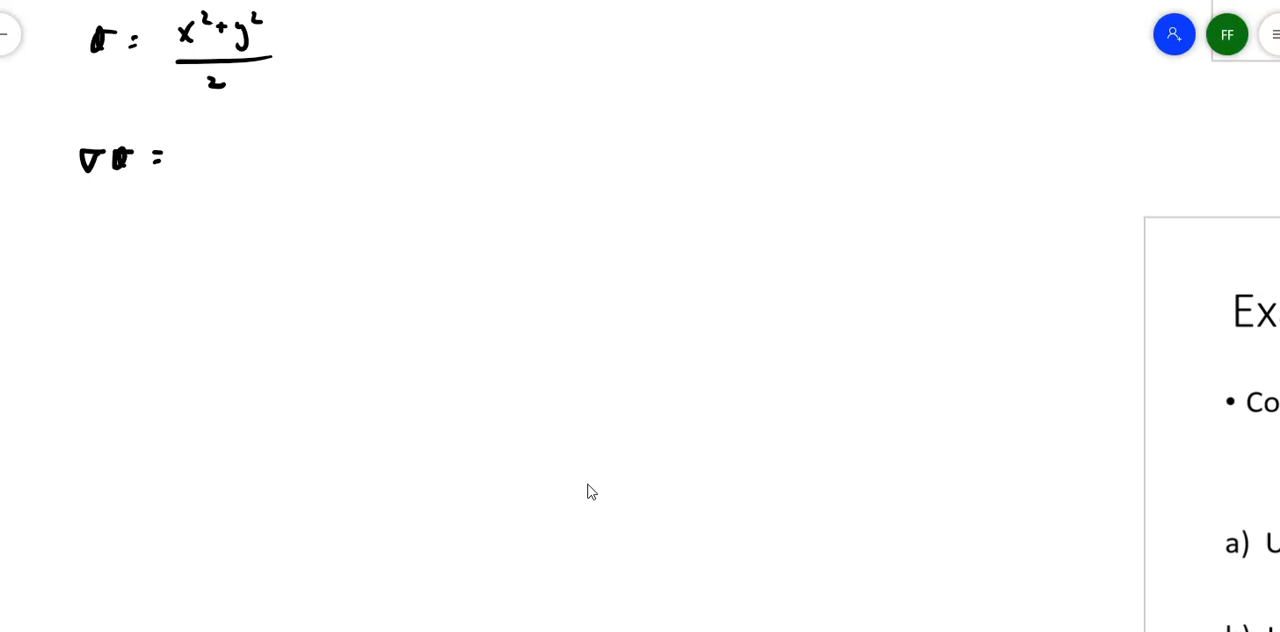 σ = x²+y² / 2
FF
∇ σ =
Ex
• Co
a) U